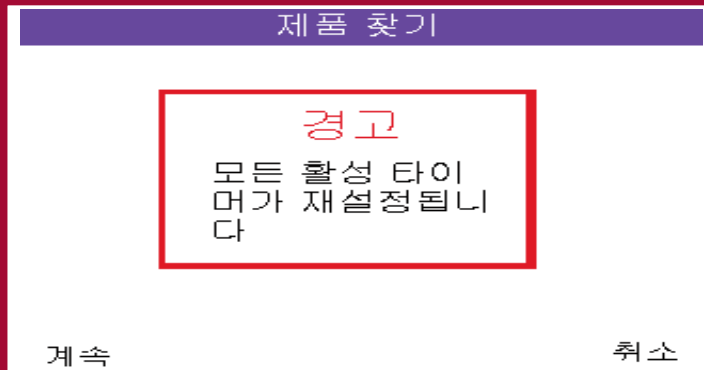 제품 찾기
경고
모든 활성 타이
머가 재설정됩니
다
계속
취소